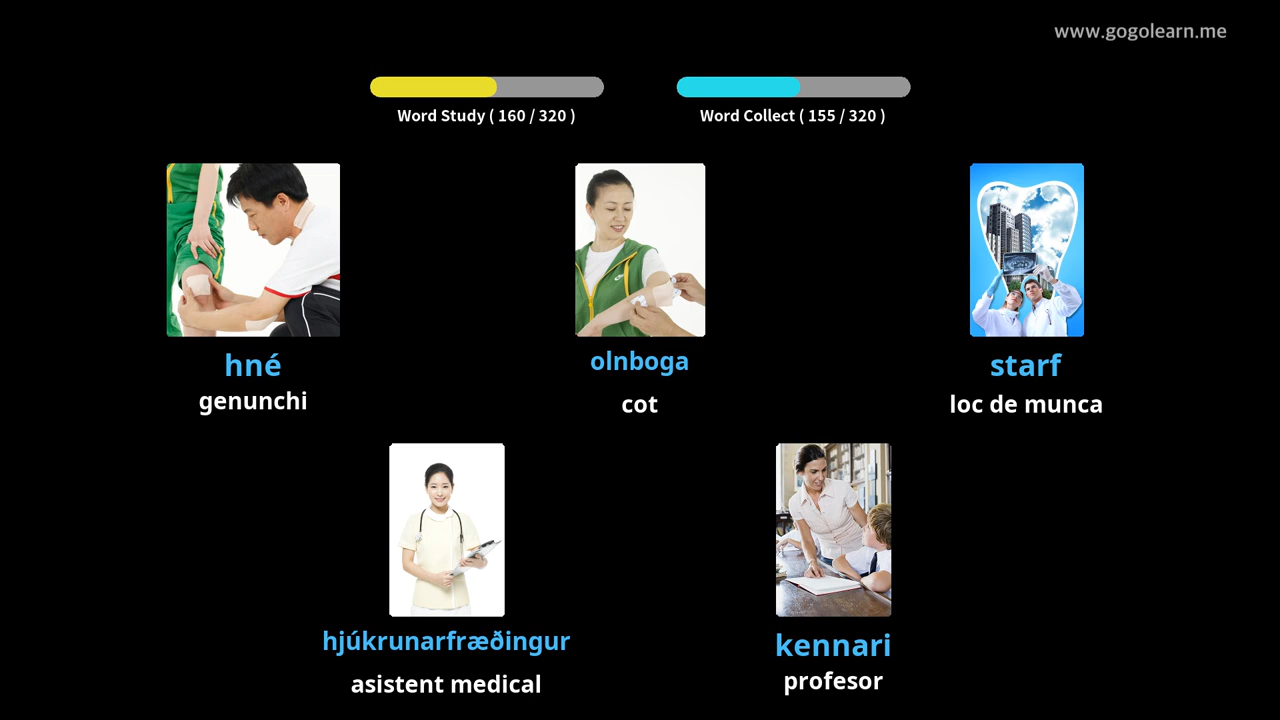 www.gogolearn.me
Word Study ( 160 / 320 )
Word Collect ( 155 / 320 )
hné
genunchi
olnboga
cot
starf
loc de munca
hjúkrunarfræðingur
asistent medical
kennari
profesor